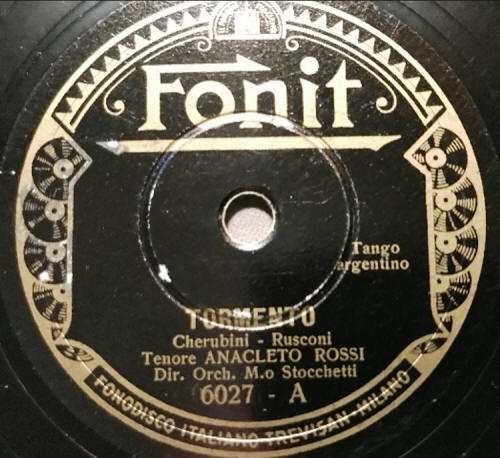 Fonit
Tango
argentino
TORMENTO
Cherubini - Rusconi
Tenore ANACLETO ROSSI
Dir. Orch. M.o Stocchetti
6027 - A
FONODISCO ITALIANO TREVISAN - MILANO